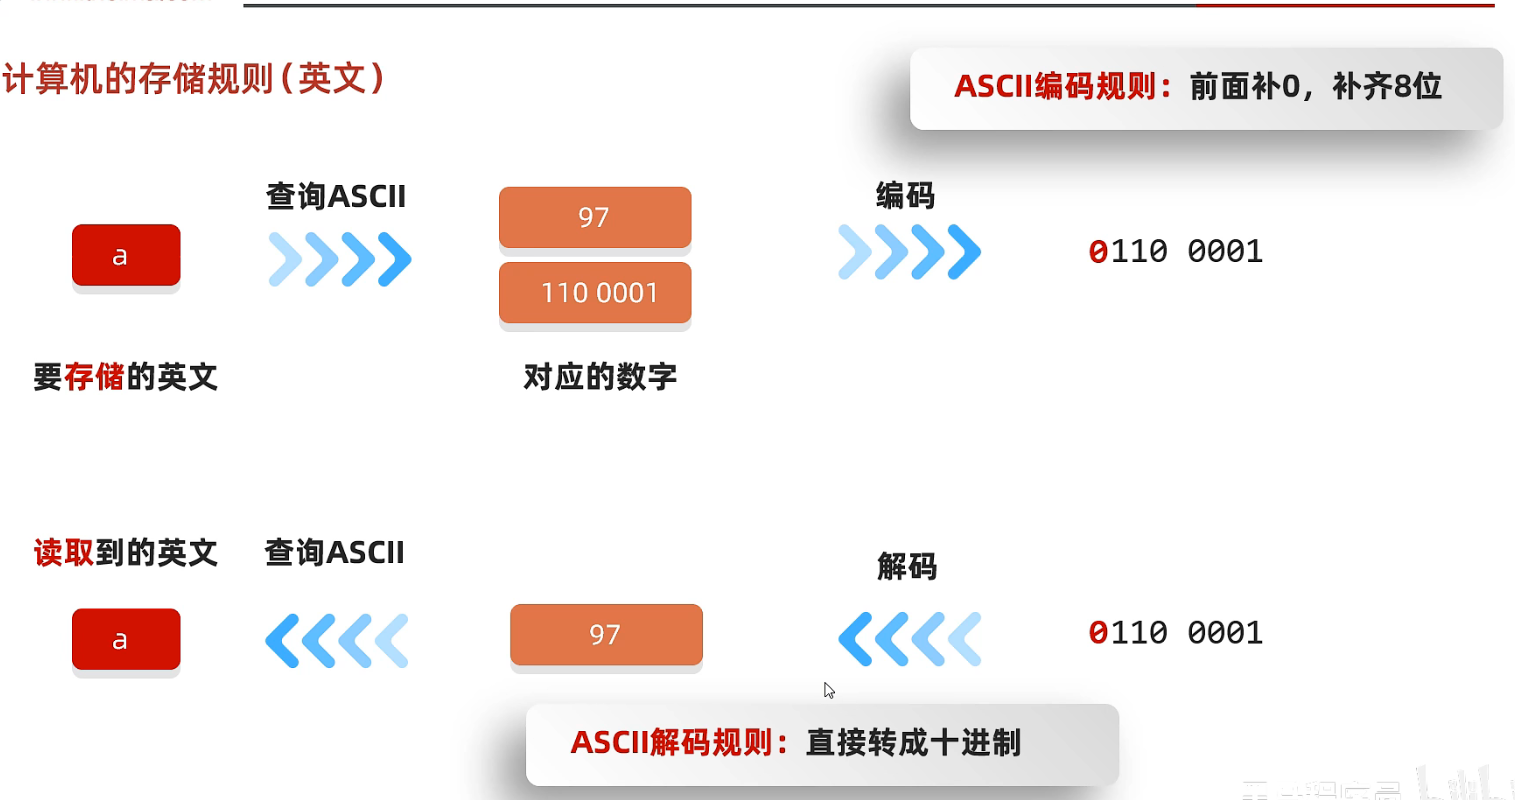 计算机的存储规则(英文)
ASCII编码规则：前面补0，补齐8位
查询ASCII
编码
a
97
110 0001
0110 0001
要存储的英文
对应的数字
读取到的英文
查询ASCII
解码
a
97
0110 0001
ASCII解码规则：直接转成十进制